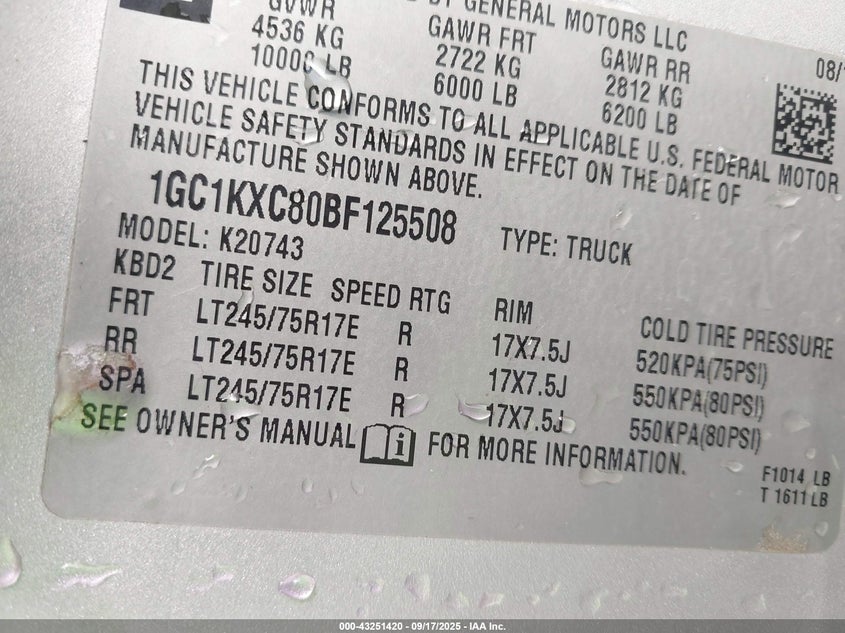 BY GENERAL MOTORS LLC
GVWR GAWR FRT GAWR RR
4536 KG 2722 KG 2812 KG
10000 LB 6000 LB 6200 LB
THIS VEHICLE CONFORMS TO ALL APPLICABLE U.S. FEDERAL MOTOR
VEHICLE SAFETY STANDARDS IN EFFECT ON THE DATE OF
MANUFACTURE SHOWN ABOVE.
1GC1KXC80BF125508 TYPE: TRUCK
MODEL: K20743
KBD2 TIRE SIZE SPEED RTG RIM COLD TIRE PRESSURE
FRT LT245/75R17E R 17X7.5J 520KPA(75PSI)
RR LT245/75R17E R 17X7.5J 550KPA(80PSI)
SPA LT245/75R17E R 17X7.5J 550KPA(80PSI)
SEE OWNER'S MANUAL i FOR MORE INFORMATION.
F1014 LB
T 1611 LB
000-43251420 - 09/17/2025 - IAA Inc.